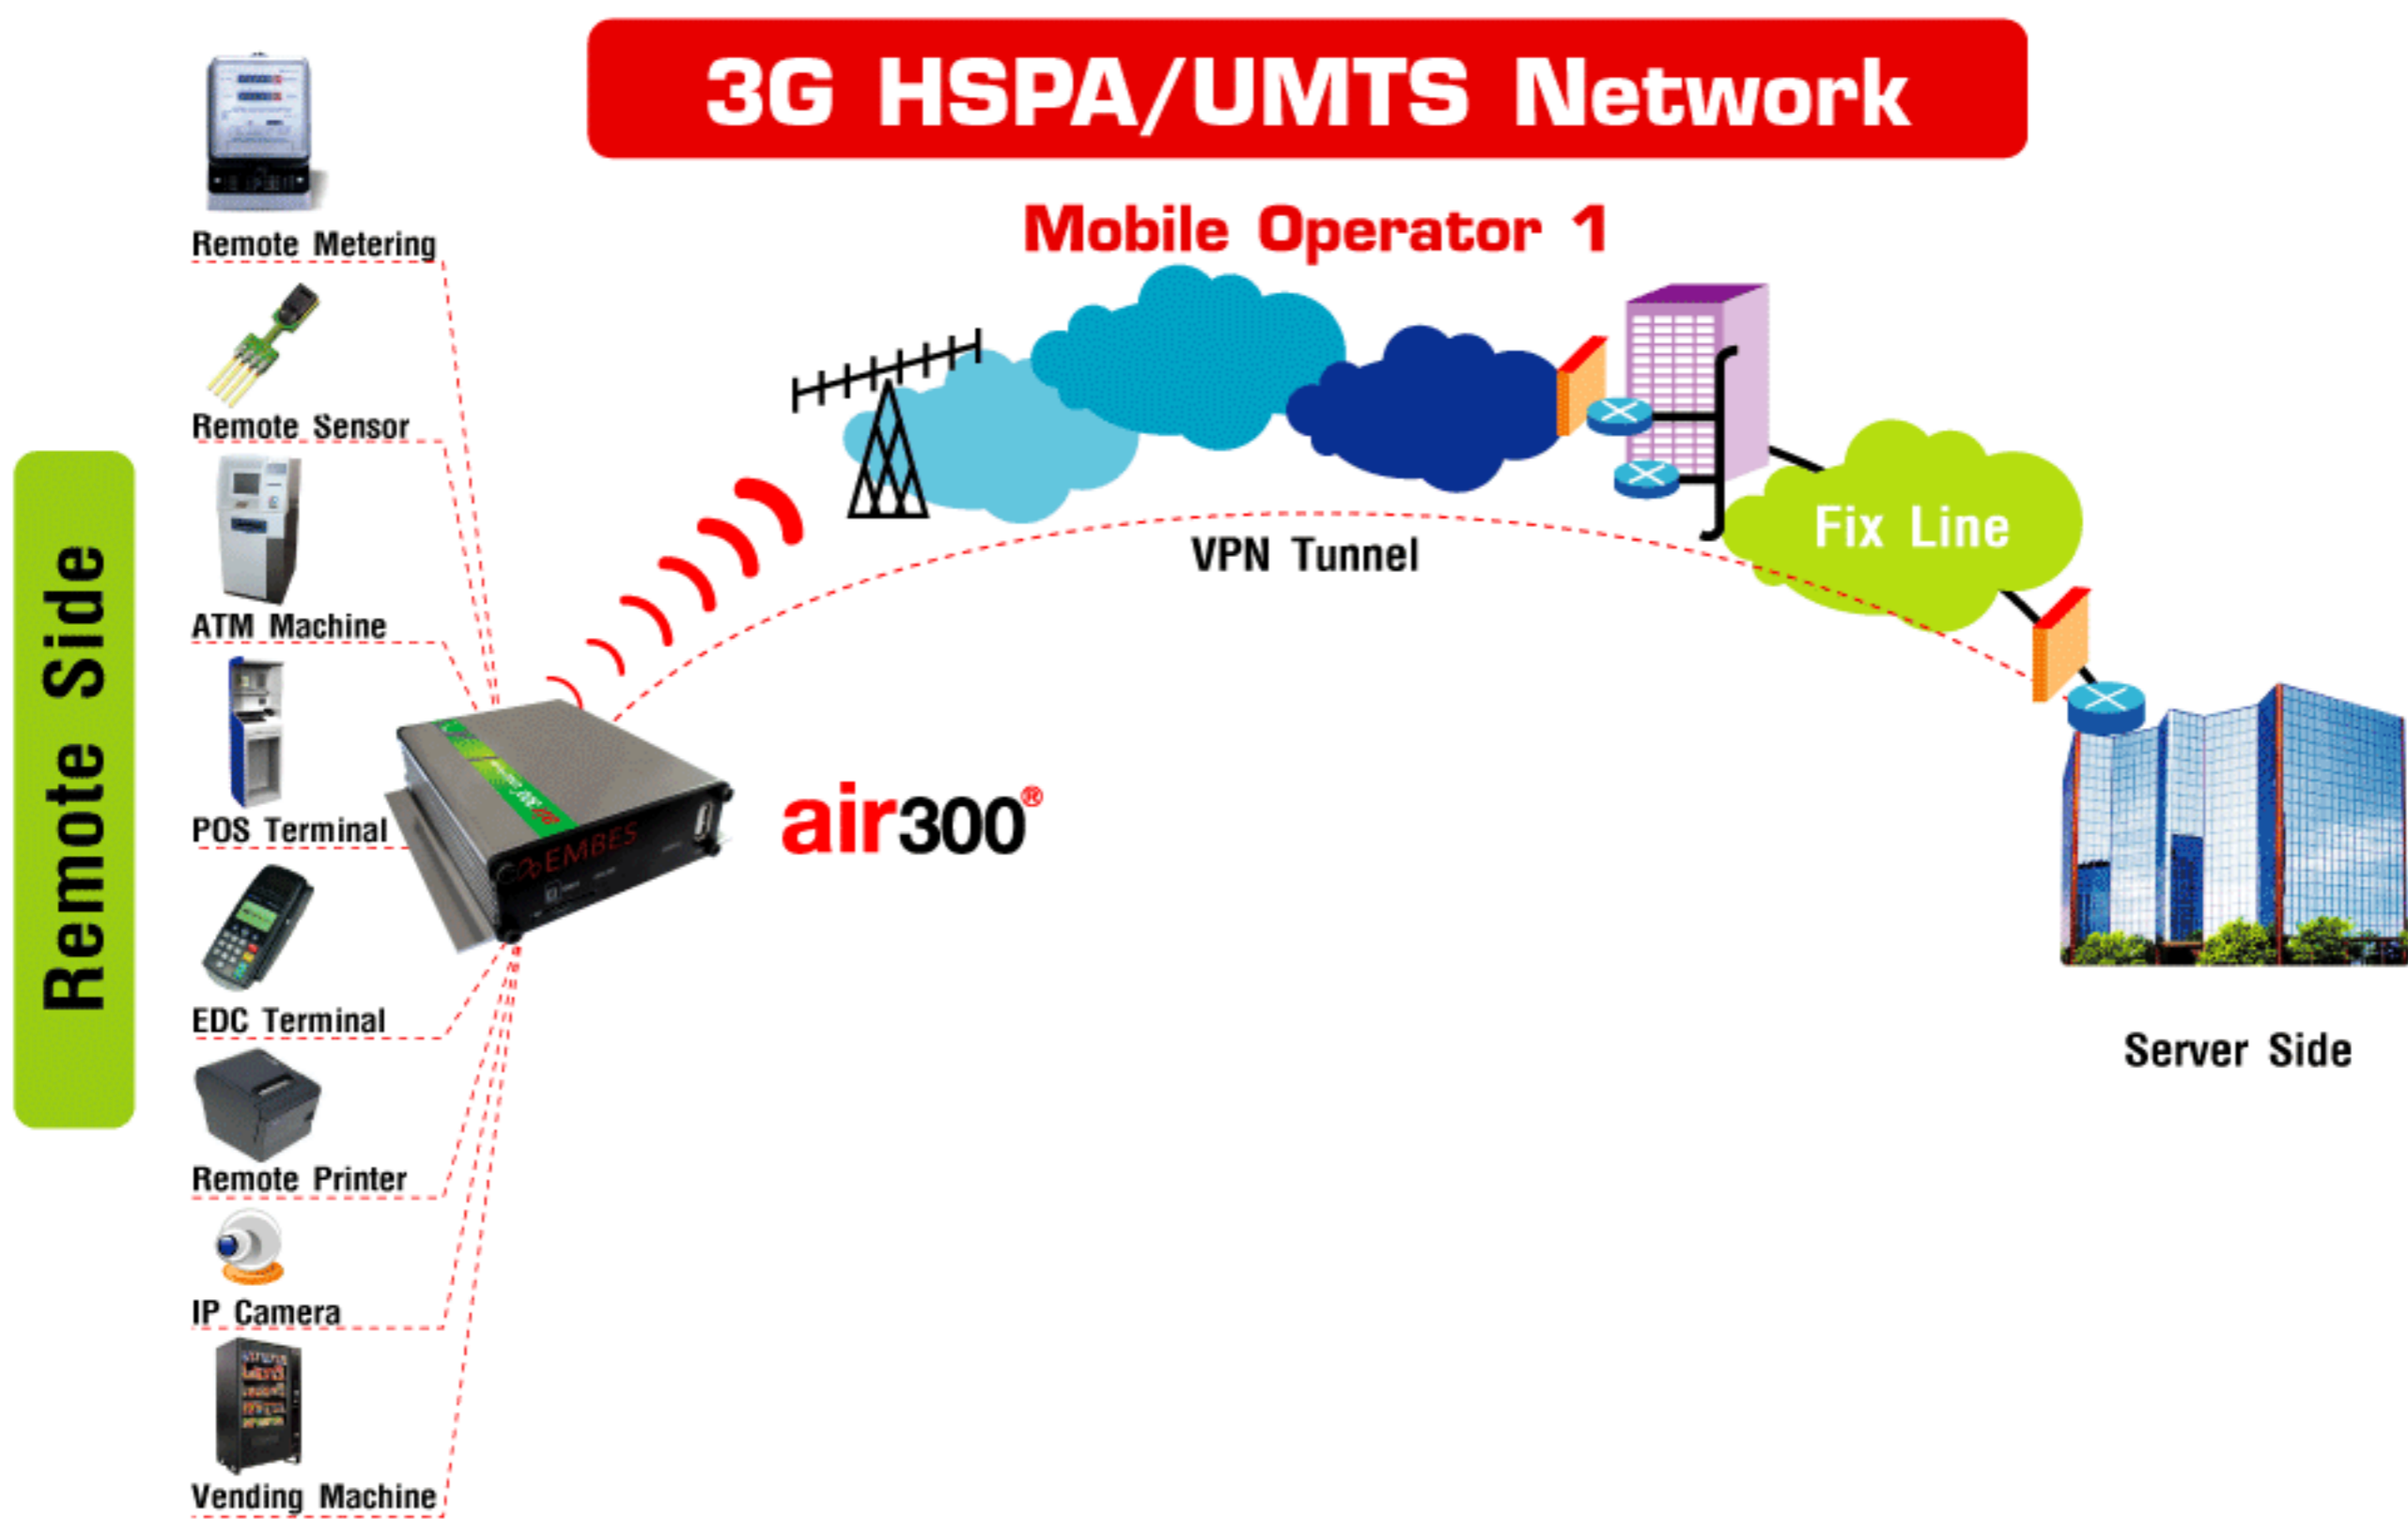 3G HSPA/UMTS Network
Mobile Operator 1
Remote Side
Remote Metering
Remote Sensor
ATM Machine
POS Terminal
EDC Terminal
Remote Printer
IP Camera
Vending Machine
EMBES
air300®
VPN Tunnel
Fix Line
Server Side